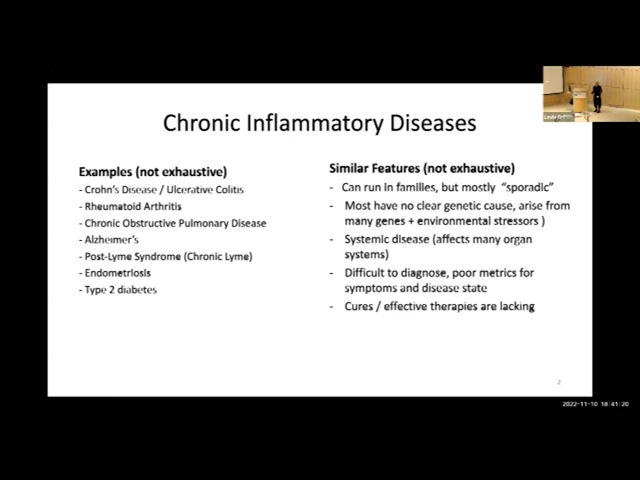 Chronic Inflammatory Diseases
Examples (not exhaustive)
- Crohn's Disease / Ulcerative Colitis
- Rheumatoid Arthritis
- Chronic Obstructive Pulmonary Disease
- Alzheimer's
- Post-Lyme Syndrome (Chronic Lyme)
- Endometriosis
- Type 2 diabetes
Similar Features (not exhaustive)
- Can run in families, but mostly "sporadic"
- Most have no clear genetic cause, arise from
many genes + environmental stressors )
- Systemic disease (affects many organ
systems)
- Difficult to diagnose, poor metrics for
symptoms and disease state
- Cures / effective therapies are lacking
2
2022-11-10 18:41:20